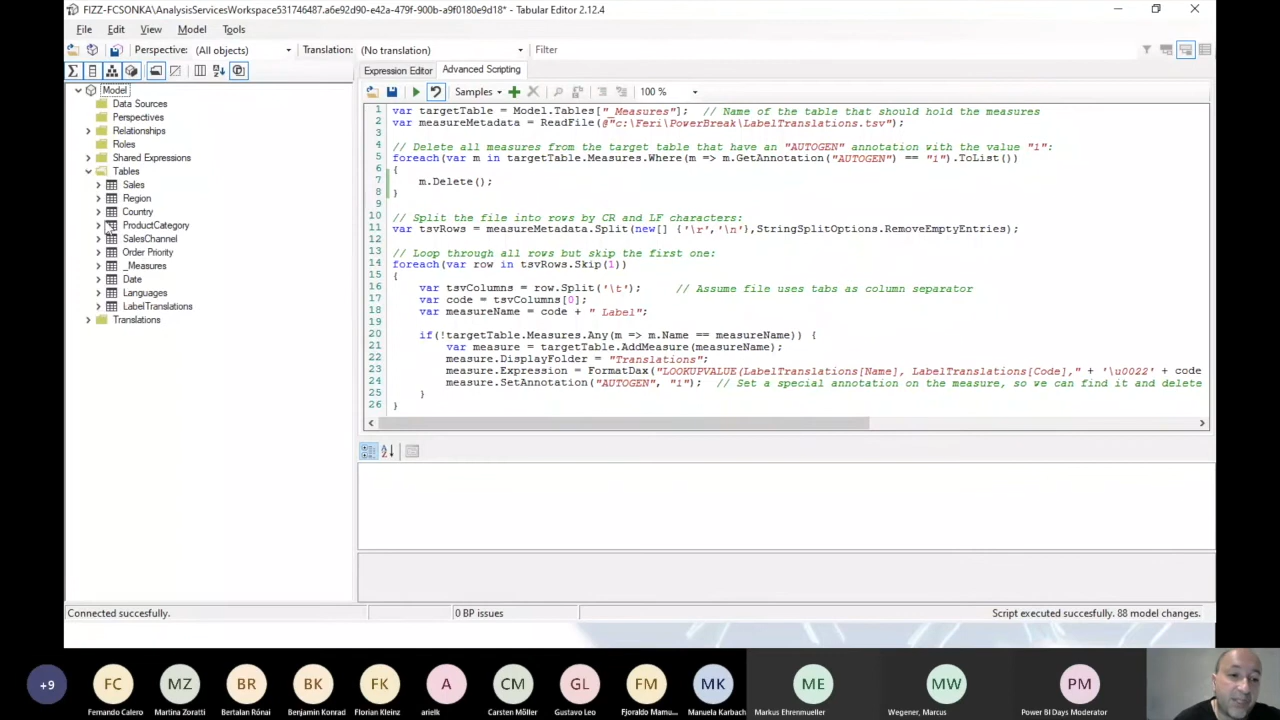 FIZZ-FCSONKA\AnalysisServicesWorkspace531746487.a6e92d90-e42a-479f-900b-a9f0180e9d18* - Tabular Editor 2.12.4
File Edit View Model Tools
Perspective: (All objects) Translation: (No translation) Filter
Expression Editor Advanced Scripting
Samples 100 %
Model
Data Sources
Perspectives
Relationships
Roles
Shared Expressions
Tables
Sales
Region
Country
ProductCategory
SalesChannel
Order Priority
_Measures
Date
Languages
LabelTranslations
Translations
1 var targetTable = Model.Tables["_Measures"]; // Name of the table that should hold the measures
2 var measureMetadata = ReadFile(@"c:\Feri\PowerBreak\LabelTranslations.tsv");
3
4 // Delete all measures from the target table that have an "AUTOGEN" annotation with the value "1":
5 foreach(var m in targetTable.Measures.Where(m => m.GetAnnotation("AUTOGEN") == "1").ToList())
6 {
7 m.Delete();
8 }
9
10 // Split the file into rows by CR and LF characters:
11 var tsvRows = measureMetadata.Split(new[] {'\r','\n'},StringSplitOptions.RemoveEmptyEntries);
12
13 // Loop through all rows but skip the first one:
14 foreach(var row in tsvRows.Skip(1))
15 {
16 var tsvColumns = row.Split('\t'); // Assume file uses tabs as column separator
17 var code = tsvColumns[0];
18 var measureName = code + " Label";
19
20 if(!targetTable.Measures.Any(m => m.Name == measureName)) {
21 var measure = targetTable.AddMeasure(measureName);
22 measure.DisplayFolder = "Translations";
23 measure.Expression = FormatDax("LOOKUPVALUE(LabelTranslations[Name], LabelTranslations[Code]," + '\u0022' + code
24 measure.SetAnnotation("AUTOGEN", "1"); // Set a special annotation on the measure, so we can find it and delete
25 }
26 }
Connected succesfully.
0 BP issues
Script executed succesfully. 88 model changes.
+9 FC MZ BR BK FK A CM GL FM MK ME MW PM
Fernando Calero Martina Zoratti Bertalan Rónai Benjamin Konrad Florian Kleinz arielk Carsten Möller Gustavo Leo Fjoraldo Mamu... Manuela Karbach Markus Ehrenmueller Wegener, Marcus Power BI Days Moderator